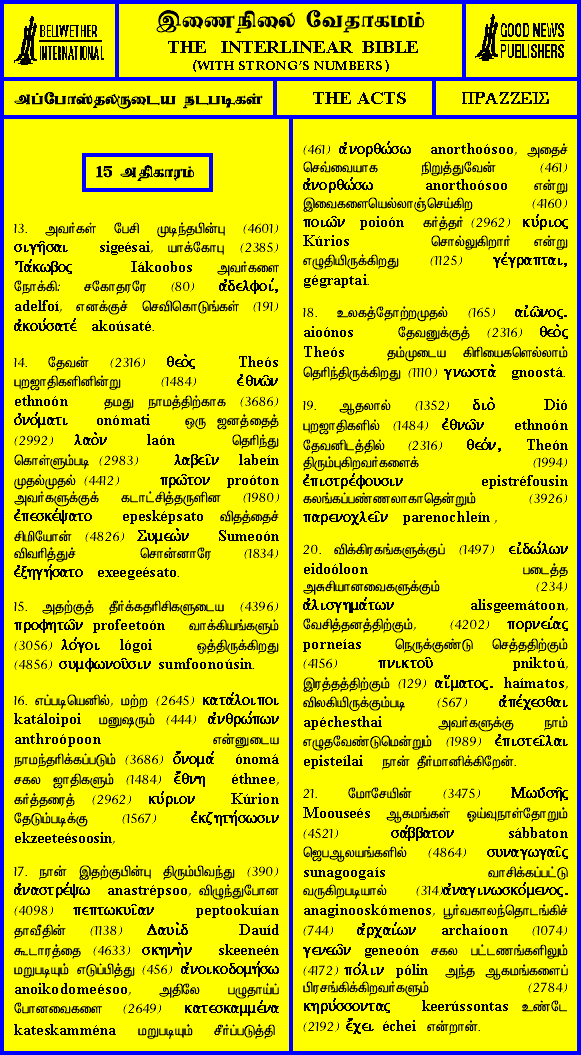 BELLWETHER
INTERNATIONAL
இணைநிலை வேதாகமம்
THE INTERLINEAR BIBLE
(WITH STRONG'S NUMBERS)
GOOD NEWS
PUBLISHERS
அப்போஸ்தலருடைய நடபடிகள்
THE ACTS
ΠΡΑΖΖΕΙΣ
15 அதிகாரம்
13. அவர்கள் பேசி முடிந்தபின்பு (4601)
σιγῆσαι sigeésai, யாக்கோபு (2385)
Ἰάκωβος Iákoobos அவர்களை
நோக்கி: சகோதரரே (80) ἀδελφοί,
adelfoí, எனக்குச் செவிகொடுங்கள் (191)
ἀκούσατέ akoúsaté.
14. தேவன் (2316) θεὸς Theós
புறஜாதிகளினின்று (1484) ἐθνῶν
ethnoón தமது நாமத்திற்காக (3686)
ὀνόματι onómati ஒரு ஜனத்தைத்
(2992) λαὸν laón தெரிந்து
கொள்ளும்படி (2983) λαβεῖν labeín
முதல்முதல் (4412) πρῶτον proóton
அவர்களுக்குக் கடாட்சித்தருளின (1980)
ἐπεσκέψατο epesképsato விதத்தைச்
சிமியோன் (4826) Συμεὼν Sumeoón
விவரித்துச் சொன்னாரே (1834)
ἐξηγήσατο exeegeésato.
15. அதற்குத் தீர்க்கதரிசிகளுடைய (4396)
προφητῶν profeetoón வாக்கியங்களும்
(3056) λόγοι lógoi ஒத்திருக்கிறது
(4856) συμφωνοῦσιν sumfoonoúsin.
16. எப்படியெனில், மற்ற (2645) κατάλοιποι
katáloipoi மனுஷரும் (444) ἀνθρώπων
anthroópoon என்னுடைய
நாமந்தரிக்கப்படும் (3686) ὄνομά ónomá
சகல ஜாதிகளும் (1484) ἔθνη éthnee,
கர்த்தரைத் (2962) κύριον Kúrion
தேடும்படிக்கு (1567) ἐκζητήσωσιν
ekzeeteésoosin,
17. நான் இதற்குபின்பு திரும்பிவந்து (390)
ἀναστρέψω anastrépsoo, விழுந்துபோன
(4098) πεπτωκυῖαν peptookuían
தாவீதின் (1138) Δαυὶδ Dauíd
கூடாரத்தை (4633) σκηνὴν skeeneén
மறுபடியும் எடுப்பித்து (456) ἀνοικοδομήσω
anoikodomeésoo, அதிலே பழுதாய்ப்
போனவைகளை (2649) κατεσκαμμένα
kateskamména மறுபடியும் சீர்ப்படுத்தி
(461) ἀνορθώσω anorthoósoo, அதைச்
செவ்வையாக நிறுத்துவேன் (461)
ἀνορθώσω anorthoósoo என்று
இவைகளையெல்லாஞ்செய்கிற (4160)
ποιῶν poioón கர்த்தர் (2962) κύριος
Kúrios சொல்லுகிறார் என்று
எழுதியிருக்கிறது (1125) γέγραπται,
gégraptai.
18. உலகத்தோற்றமுதல் (165) αἰῶνος.
aioónos தேவனுக்குத் (2316) θεὸς
Theós தம்முடைய கிரியைகளெல்லாம்
தெரிந்திருக்கிறது (1110) γνωστὰ gnoostá.
19. ஆதலால் (1352) διὸ Dió
புறஜாதிகளில் (1484) ἐθνῶν ethnoón
தேவனிடத்தில் (2316) θεόν, Theón
திரும்புகிறவர்களைக் (1994)
ἐπιστρέφουσιν epistréfousin
கலங்கப்பண்ணலாகாதென்றும் (3926)
παρενοχλεῖν parenochleín ,
20. விக்கிரகங்களுக்குப் (1497) εἰδώλων
eidoóloon படைத்த
அசுசியானவைகளுக்கும் (234)
ἀλισγημάτων alisgeemátoon,
வேசித்தனத்திற்கும், (4202) πορνείας
porneías நெருக்குண்டு செத்ததிற்கும்
(4156) πνικτοῦ pniktoú,
இரத்தத்திற்கும் (129) αἵματος. haímatos,
விலகியிருக்கும்படி (567) ἀπέχεσθαι
apéchesthai அவர்களுக்கு நாம்
எழுதவேண்டுமென்றும் (1989) ἐπιστεῖλαι
episteílai நான் தீர்மானிக்கிறேன்.
21. மோசேயின் (3475) Μωϋσῆς
Moouseés ஆகமங்கள் ஓய்வுநாள்தோறும்
(4521) σάββατον sábbaton
ஜெபஆலயங்களில் (4864) συναγωγαῖς
sunagoogaís வாசிக்கப்பட்டு
வருகிறபடியால் (314)ἀναγινωσκόμενος.
anaginooskómenos, பூர்வகாலந்தொடங்கிச்
(744) ἀρχαίων archaíoon (1074)
γενεῶν geneoón சகல பட்டணங்களிலும்
(4172) πόλιν pólin அந்த ஆகமங்களைப்
பிரசங்கிக்கிறவர்களும் (2784)
κηρύσσοντας keerússontas உண்டே
(2192) ἔχει échei என்றான்.